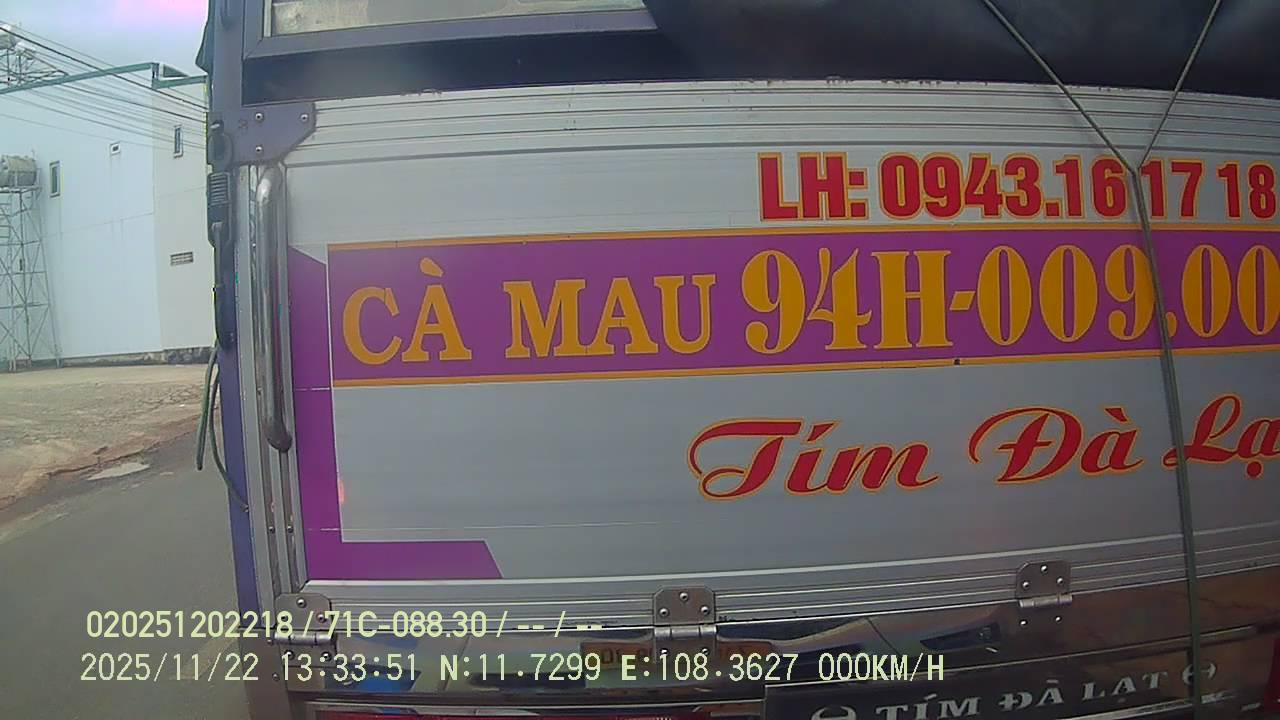 LH: 0943.16 17 18
CÀ MAU 94H-009.00
Tím Đà Lạ
020251202218 / 71C-088.30 / -- / --
2025/11/22 13:33:51 N:11.7299 E:108.3627 000KM/H
TÍM ĐÀ LẠT